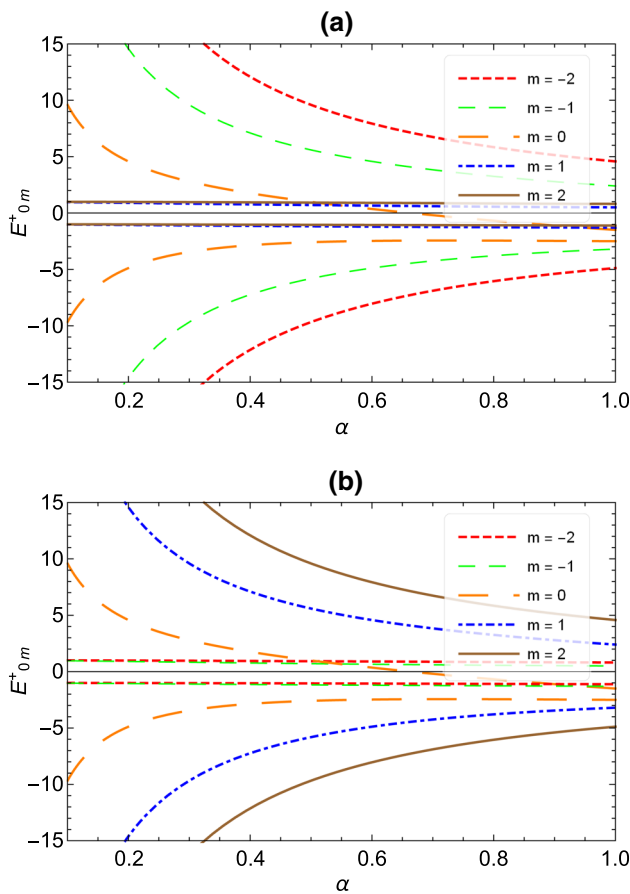 (a)
15
10
5
0
−5
−10
−15
E⁺₀ₘ
m = −2
m = −1
m = 0
m = 1
m = 2
0.2 0.4 0.6 0.8 1.0
α
(b)
15
10
5
0
−5
−10
−15
E⁺₀ₘ
m = −2
m = −1
m = 0
m = 1
m = 2
0.2 0.4 0.6 0.8 1.0
α